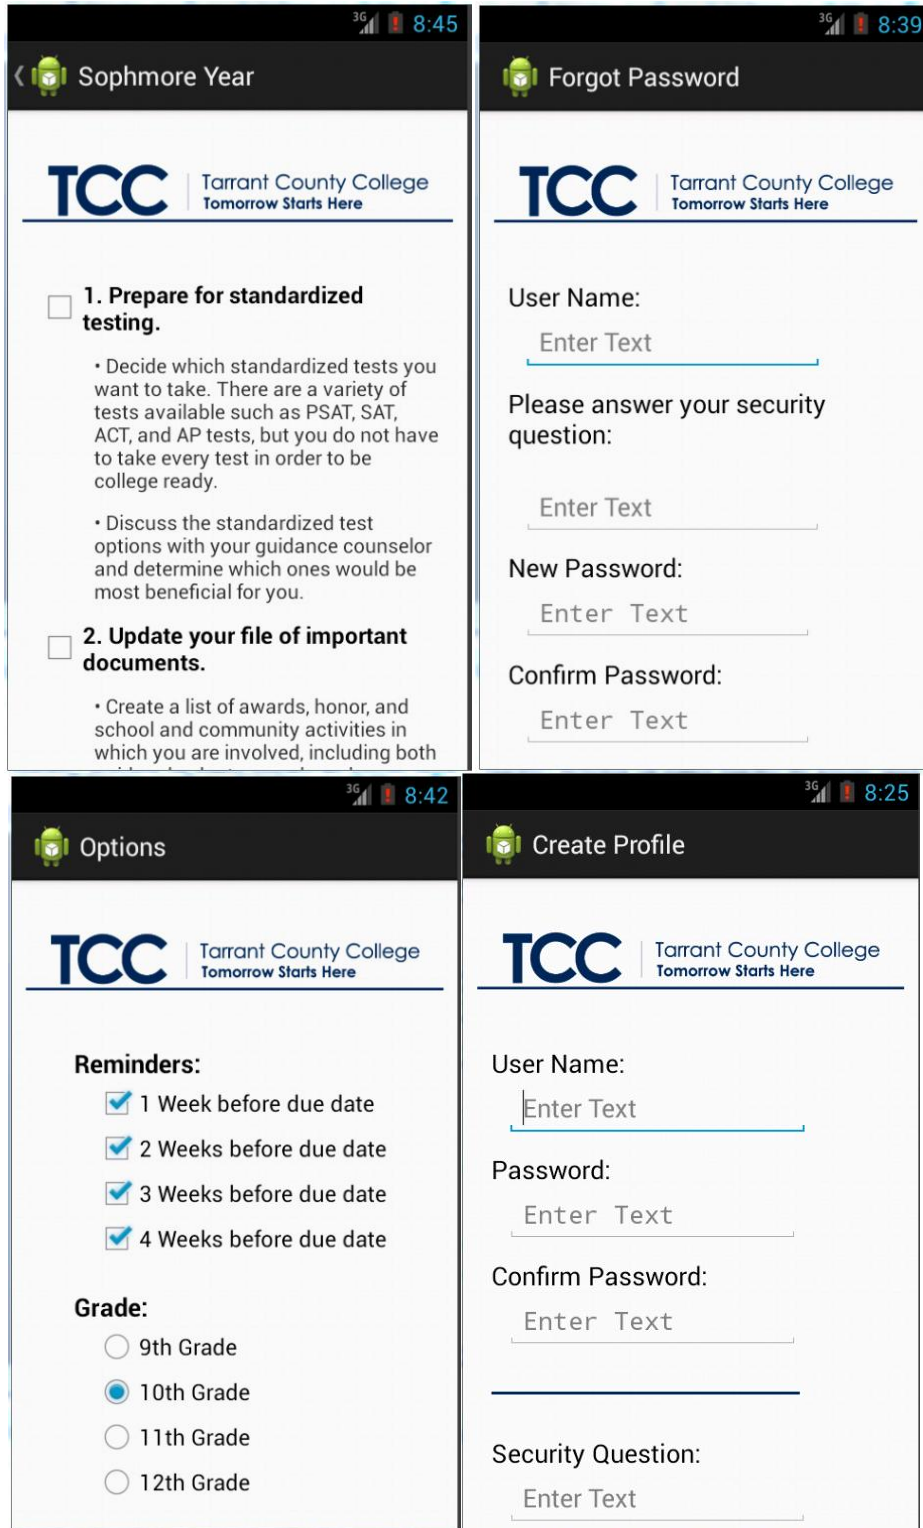 3G 8:45
Sophmore Year
TCC Tarrant County College
Tomorrow Starts Here
1. Prepare for standardized
testing.
• Decide which standardized tests you
want to take. There are a variety of
tests available such as PSAT, SAT,
ACT, and AP tests, but you do not have
to take every test in order to be
college ready.
• Discuss the standardized test
options with your guidance counselor
and determine which ones would be
most beneficial for you.
2. Update your file of important
documents.
• Create a list of awards, honor, and
school and community activities in
which you are involved, including both
3G 8:39
Forgot Password
TCC Tarrant County College
Tomorrow Starts Here
User Name:
Enter Text
Please answer your security
question:
Enter Text
New Password:
Enter Text
Confirm Password:
Enter Text
3G 8:42
Options
TCC Tarrant County College
Tomorrow Starts Here
Reminders:
1 Week before due date
2 Weeks before due date
3 Weeks before due date
4 Weeks before due date
Grade:
9th Grade
10th Grade
11th Grade
12th Grade
3G 8:25
Create Profile
TCC Tarrant County College
Tomorrow Starts Here
User Name:
Enter Text
Password:
Enter Text
Confirm Password:
Enter Text
Security Question:
Enter Text